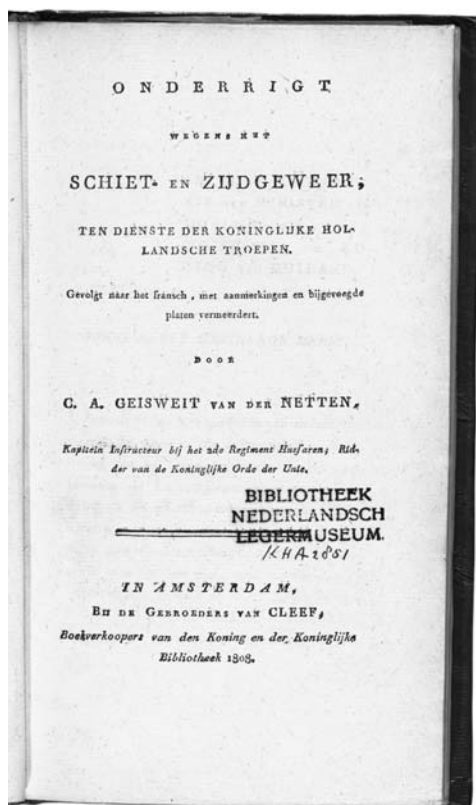 ONDERRIGT
WEGENS HET
SCHIET- EN ZIJDGEWEER;
TEN DIENSTE DER KONINGLIJKE HOL-
LANDSCHE TROEPEN.
Gevolgt naar het fransch, met aanmerkingen en bijgevoegde
platen vermeerdert.
DOOR
C. A. GEISWEIT VAN DER NETTEN,
Kapitein Instructeur bij het 2de Regiment Husaren; Rid-
der van de Koninglijke Orde der Unie.
BIBLIOTHEEK
NEDERLANDSCH
LEGERMUSEUM.
KHA 2851
IN AMSTERDAM,
BIJ DE GEBROEDERS VAN CLEEF,
Boekverkoopers van den Koning en der Koninglijke
Bibliotheek 1808.